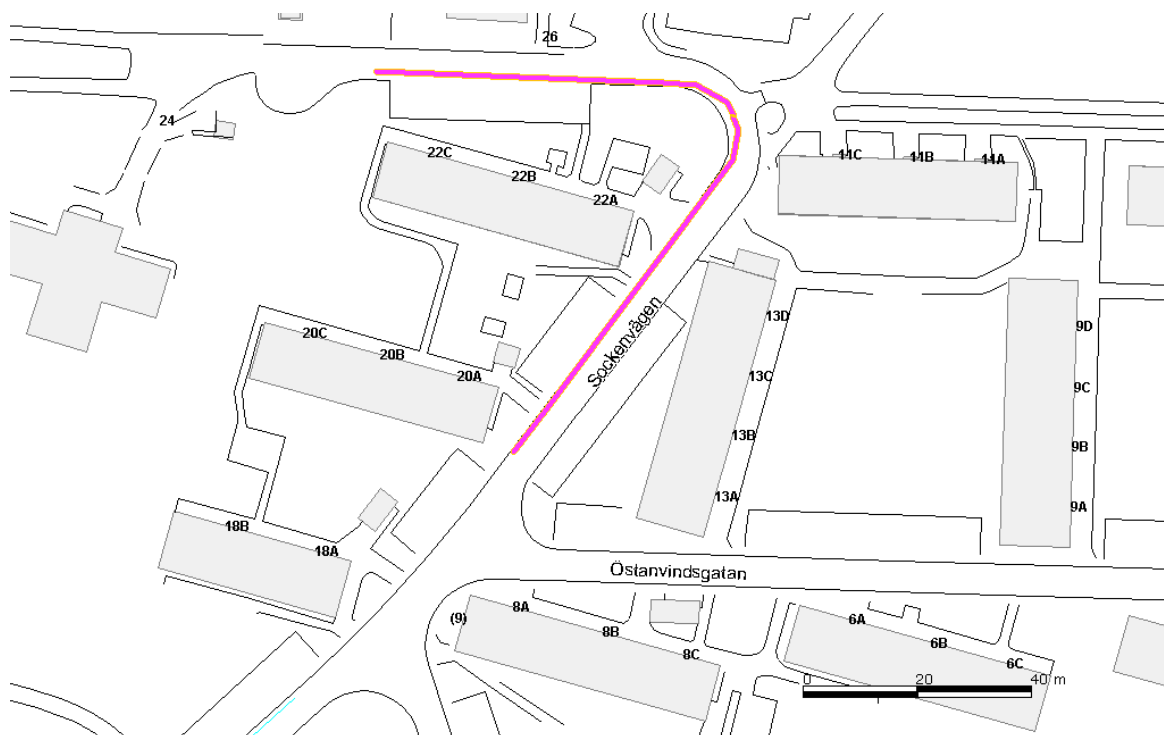 26
24
22C
22B
22A
11C 11B 11A
Sockenvägen
13D
13C
13B
13A
9D
9C
9B
9A
20C
20B
20A
18B
18A
Östanvindsgatan
(9)
8A
8B
8C
6A
6B
6C
0 20 40 m